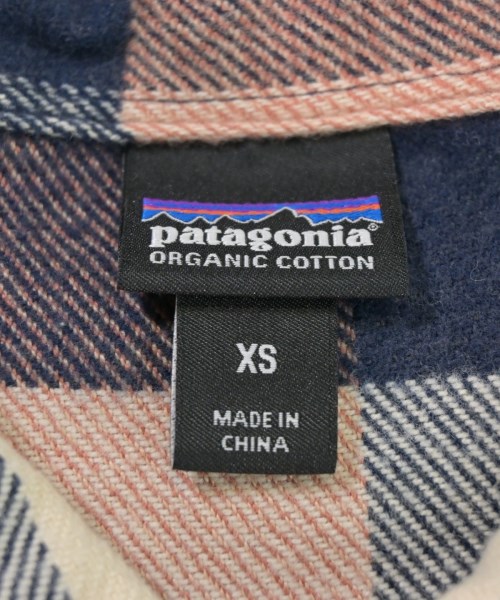 patagonia®
ORGANIC COTTON
XS
MADE IN
CHINA